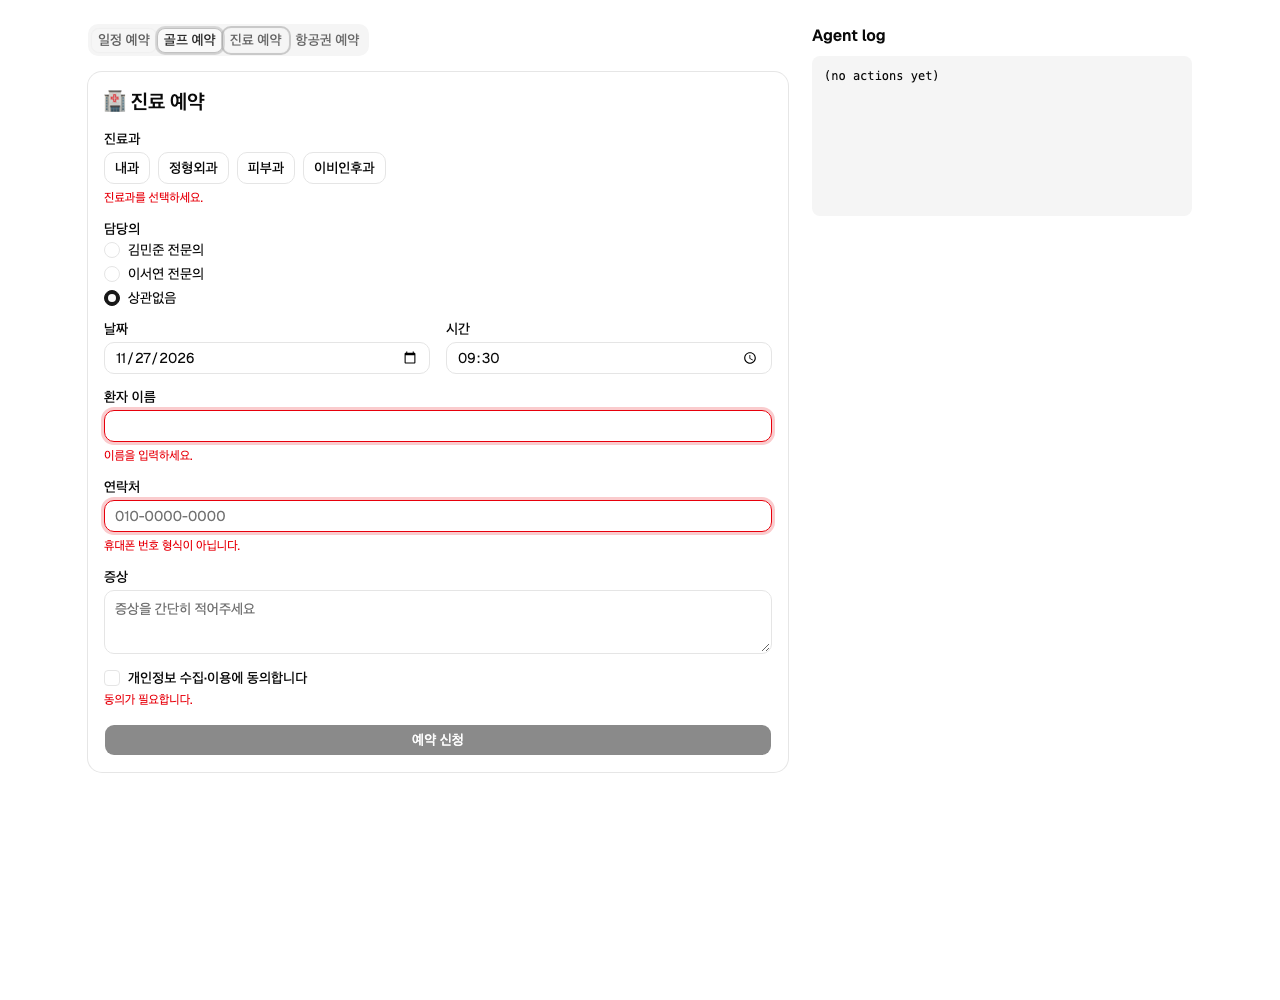 일정 예약 골프 예약 진료 예약 항공권 예약
🏥 진료 예약
진료과
내과 정형외과 피부과 이비인후과
진료과를 선택하세요.
담당의
김민준 전문의
이서연 전문의
상관없음
날짜 시간
11/27/2026 09:30
환자 이름
이름을 입력하세요.
연락처
010-0000-0000
휴대폰 번호 형식이 아닙니다.
증상
증상을 간단히 적어주세요
개인정보 수집·이용에 동의합니다
동의가 필요합니다.
예약 신청
Agent log
(no actions yet)